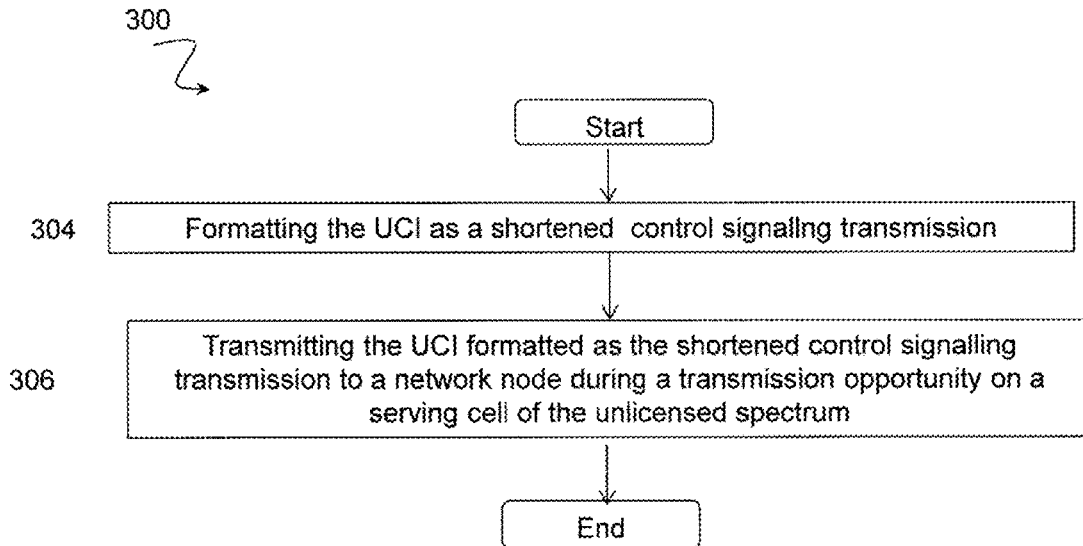 300
Start
304
Formatting the UCI as a shortened control signalling transmission
306
Transmitting the UCI formatted as the shortened control signalling
transmission to a network node during a transmission opportunity on a
serving cell of the unlicensed spectrum
End